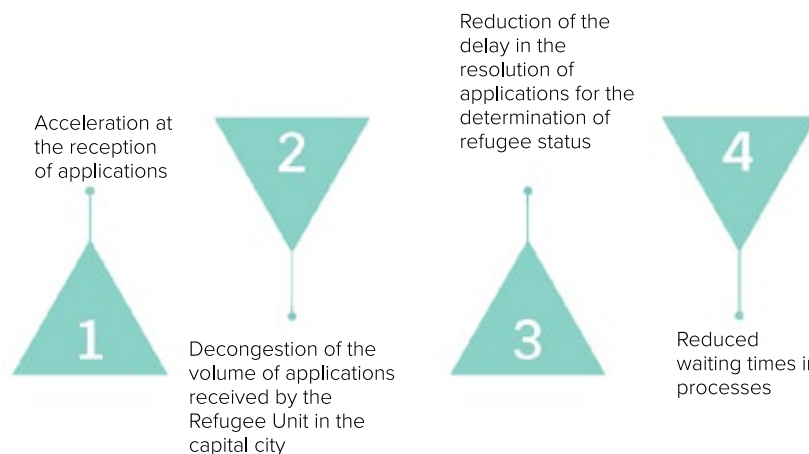 1
Acceleration at
the reception
of applications
2
Decongestion of the
volume of applications
received by the
Refugee Unit in the
capital city
3
Reduction of the
delay in the
resolution of
applications for the
determination of
refugee status
4
Reduced
waiting times
processes